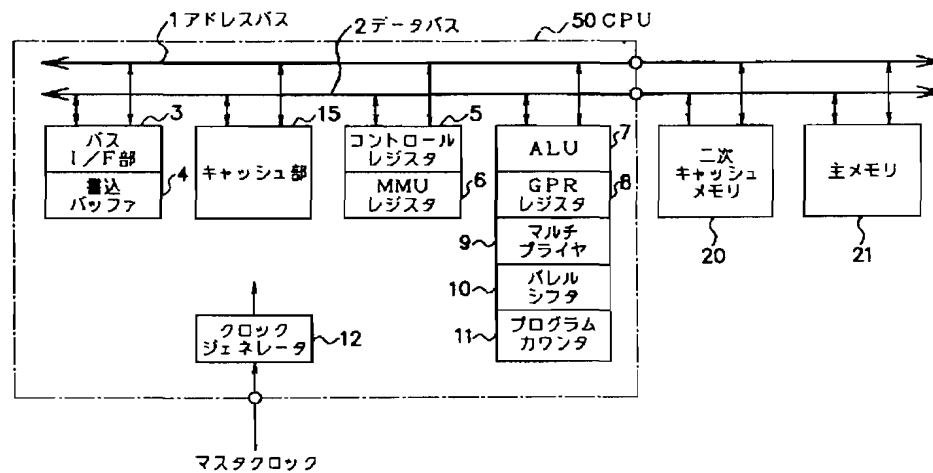 1アドレスバス
2データバス
50 CPU
3
バス
I/F部
書込
バッファ
4
15
キャッシュ部
5
コントロール
レジスタ
MMU
レジスタ
6
ALU
7
GPR
レジスタ
8
マルチ
プライヤ
9
バレル
シフタ
10
プログラム
カウンタ
11
二次
キャッシュ
メモリ
20
主メモリ
21
クロック
ジェネレータ
12
マスタクロック